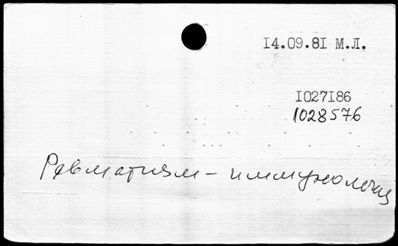 14.09.81 М.Л.
1027186
1028576
Ревматизм – иммунология